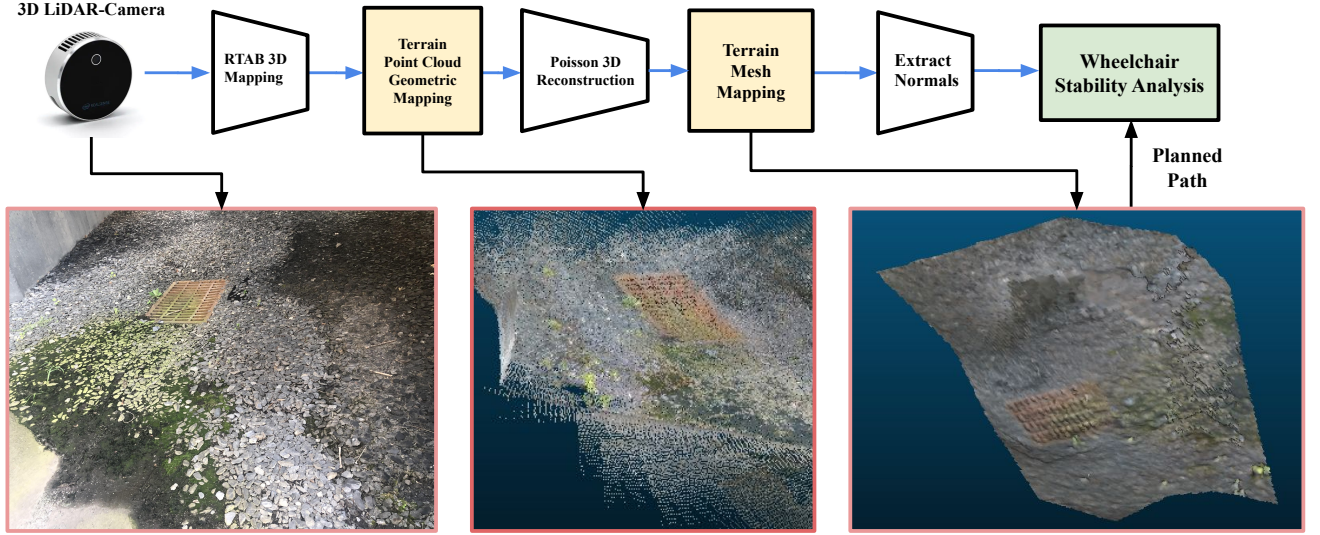 3D LiDAR-Camera
RTAB 3D
Mapping
Terrain
Point Cloud
Geometric
Mapping
Poisson 3D
Reconstruction
Terrain
Mesh
Mapping
Extract
Normals
Wheelchair
Stability Analysis
Planned
Path